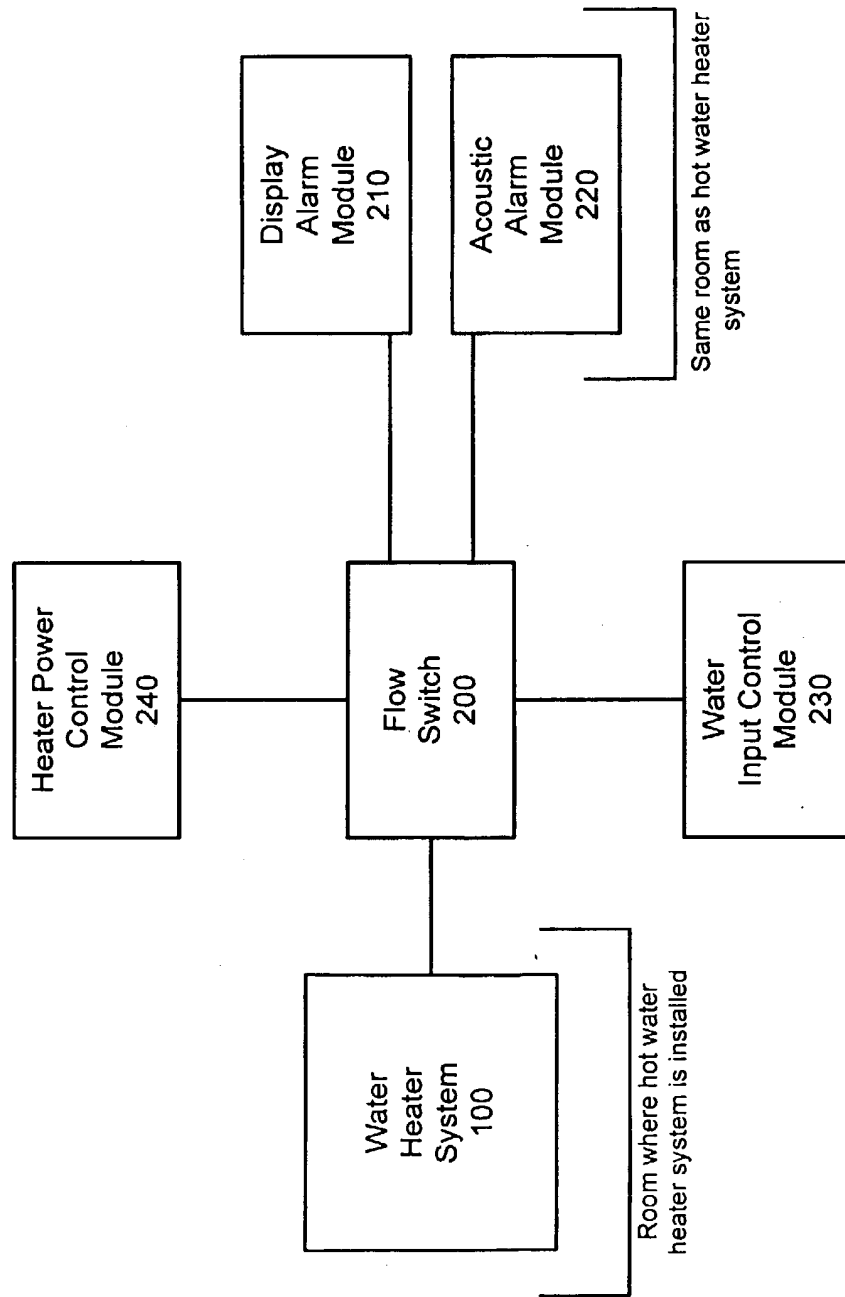 Heater Power
Control
Module
240
Display
Alarm
Module
210
Flow
Switch
200
Acoustic
Alarm
Module
220
Water
Heater
System
100
Water
Input Control
Module
230
Room where hot water
heater system is installed
Same room as hot water heater
system